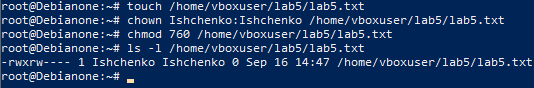 root@Debianone:~# touch /home/vboxuser/lab5/lab5.txt
root@Debianone:~# chown Ishchenko:Ishchenko /home/vboxuser/lab5/lab5.txt
root@Debianone:~# chmod 760 /home/vboxuser/lab5/lab5.txt
root@Debianone:~# ls -l /home/vboxuser/lab5/lab5.txt
-rwxrw---- 1 Ishchenko Ishchenko 0 Sep 16 14:47 /home/vboxuser/lab5/lab5.txt
root@Debianone:~#